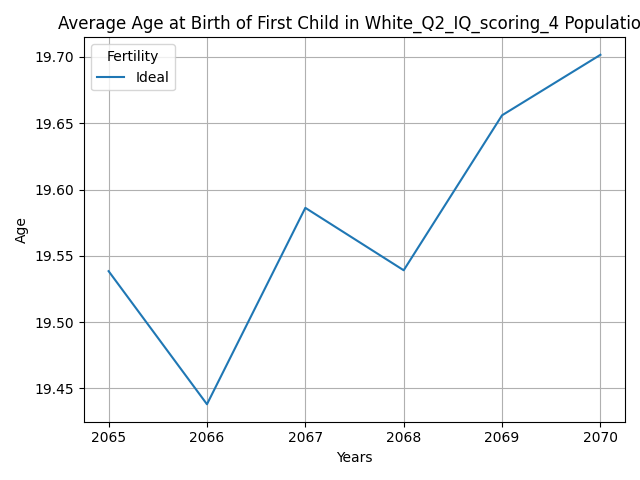 Average Age at Birth of First Child in White_Q2_IQ_scoring_4 Populatio
Fertility
Ideal
19.70
19.65
19.60
19.55
19.50
19.45
Age
2065 2066 2067 2068 2069 2070
Years